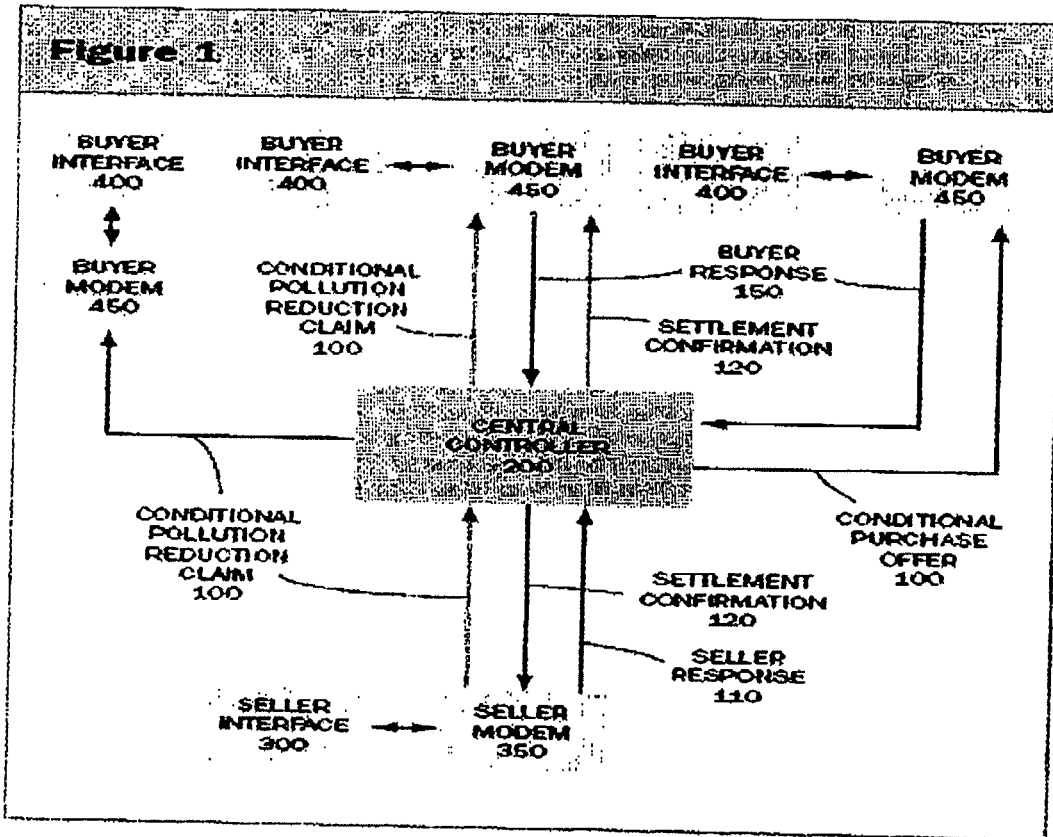 Figure 1
BUYER
INTERFACE
400
BUYER
INTERFACE
400
BUYER
MODEM
450
BUYER
INTERFACE
400
BUYER
MODEM
450
BUYER
MODEM
450
CONDITIONAL
POLLUTION
REDUCTION
CLAIM
100
BUYER
RESPONSE
150
SETTLEMENT
CONFIRMATION
120
CENTRAL
CONTROLLER
200
CONDITIONAL
POLLUTION
REDUCTION
CLAIM
100
CONDITIONAL
PURCHASE
OFFER
100
SETTLEMENT
CONFIRMATION
120
SELLER
RESPONSE
110
SELLER
INTERFACE
300
SELLER
MODEM
350